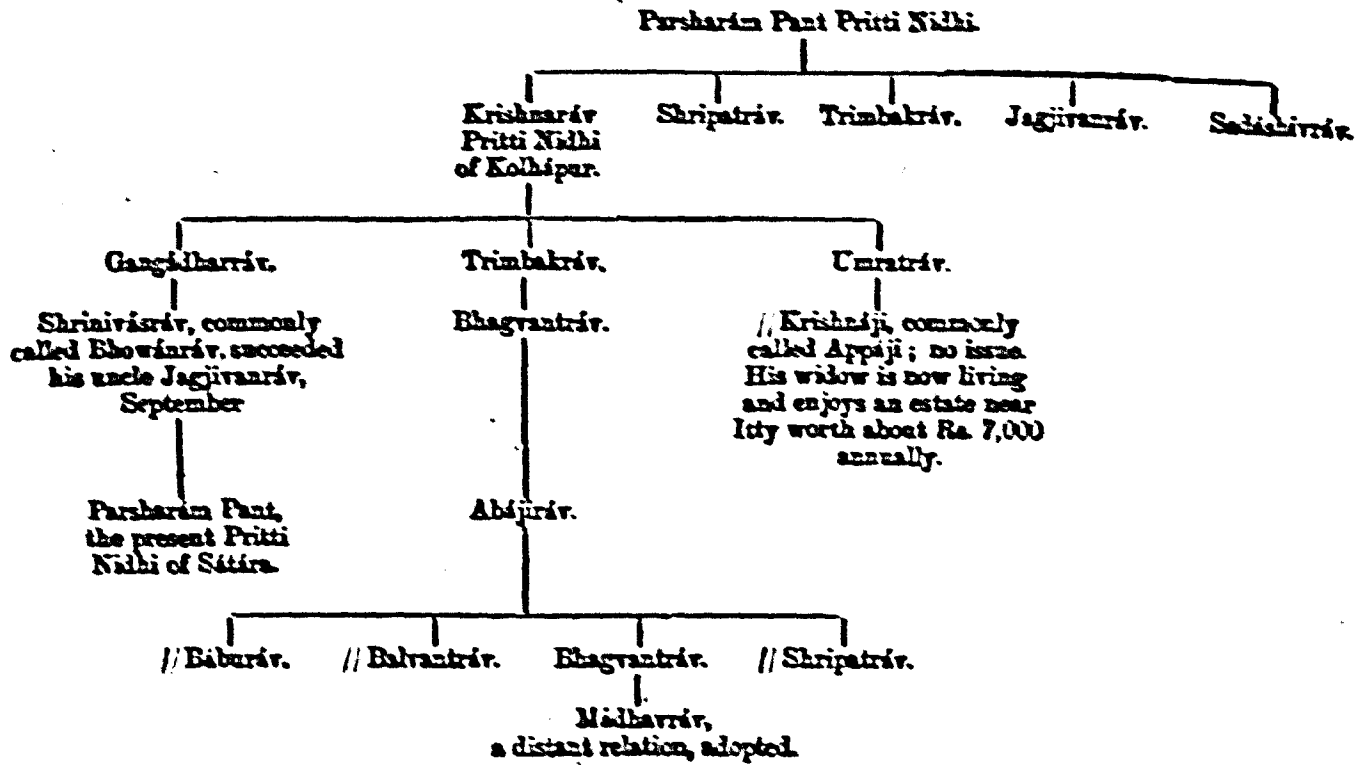 Parsharám Pant Pritti Nidhi.
Krishnaráv Shripatráv. Trimbakráv. Jagjivanráv. Sadáshivráv.
Pritti Nidhi
of Kolhápur.
Gangádharráv. Trimbakráv. Umratráv.
Shrinivásráv, commonly
called Bhowánráv, succeeded
his uncle Jagjivanráv,
September
Bhagvantráv.
//Krishnáji, commonly
called Appáji; no issue.
His widow is now living
and enjoys an estate near
Itty worth about Rs. 7,000
annually.
Parsharám Pant,
the present Pritti
Nidhi of Sátára.
Abájiráv.
//Báburáv. //Balvantráv. Bhagvantráv. //Shripatráv.
Mádhavráv,
a distant relation, adopted.